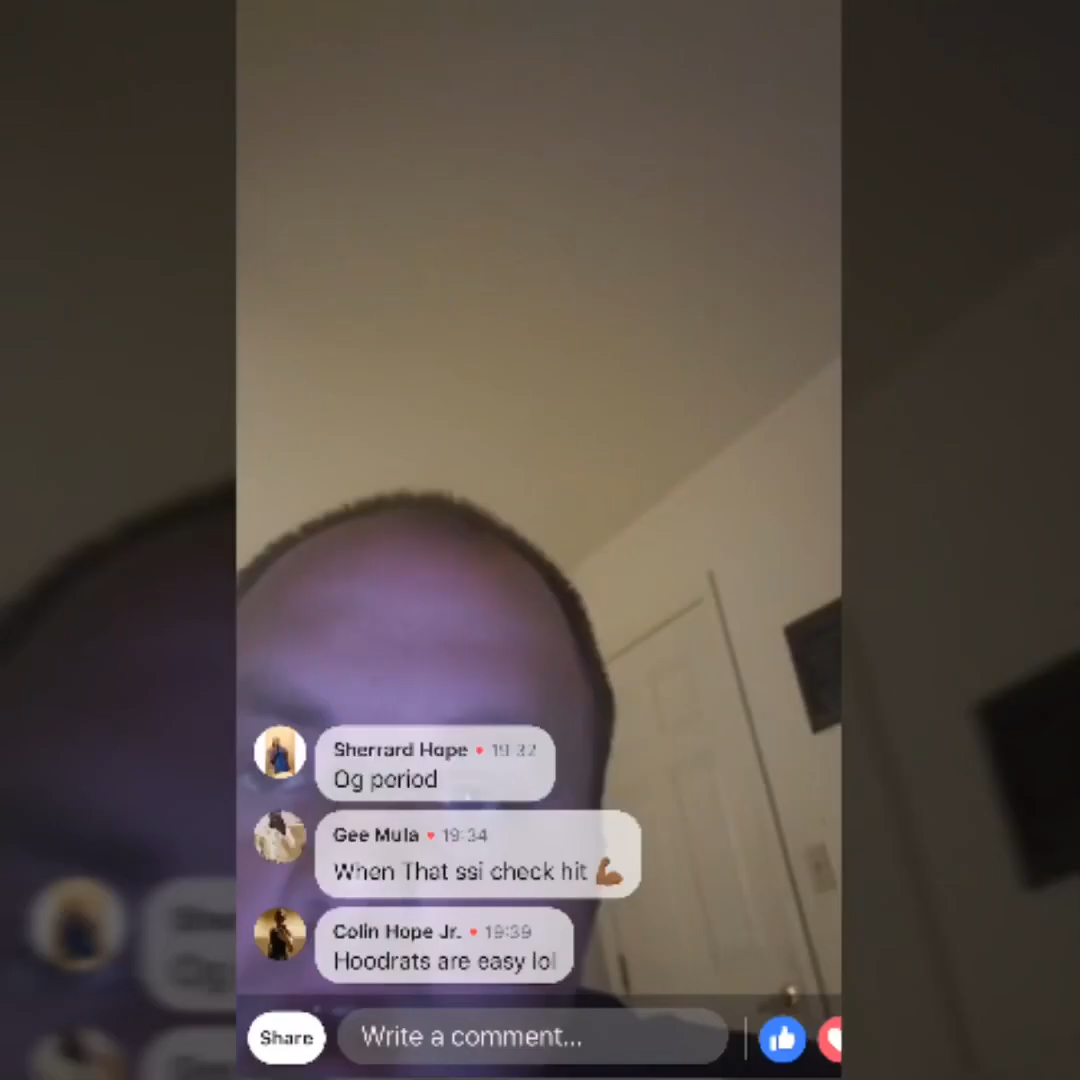 Sherrard Hope • 19:32
Og period
Gee Mula • 19:34
When That ssi check hit 💪🏾
Colin Hope Jr. • 19:39
Hoodrats are easy lol
Share
Write a comment...